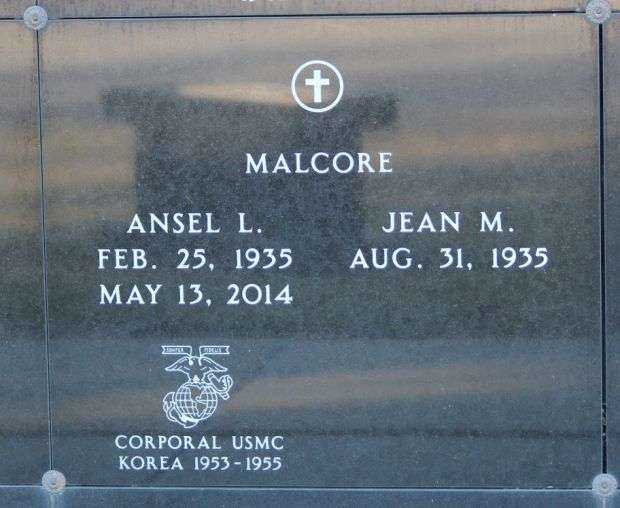 MALCORE
ANSEL L. JEAN M.
FEB. 25, 1935 AUG. 31, 1935
MAY 13, 2014
SEMPER FIDELIS
CORPORAL USMC
KOREA 1953-1955